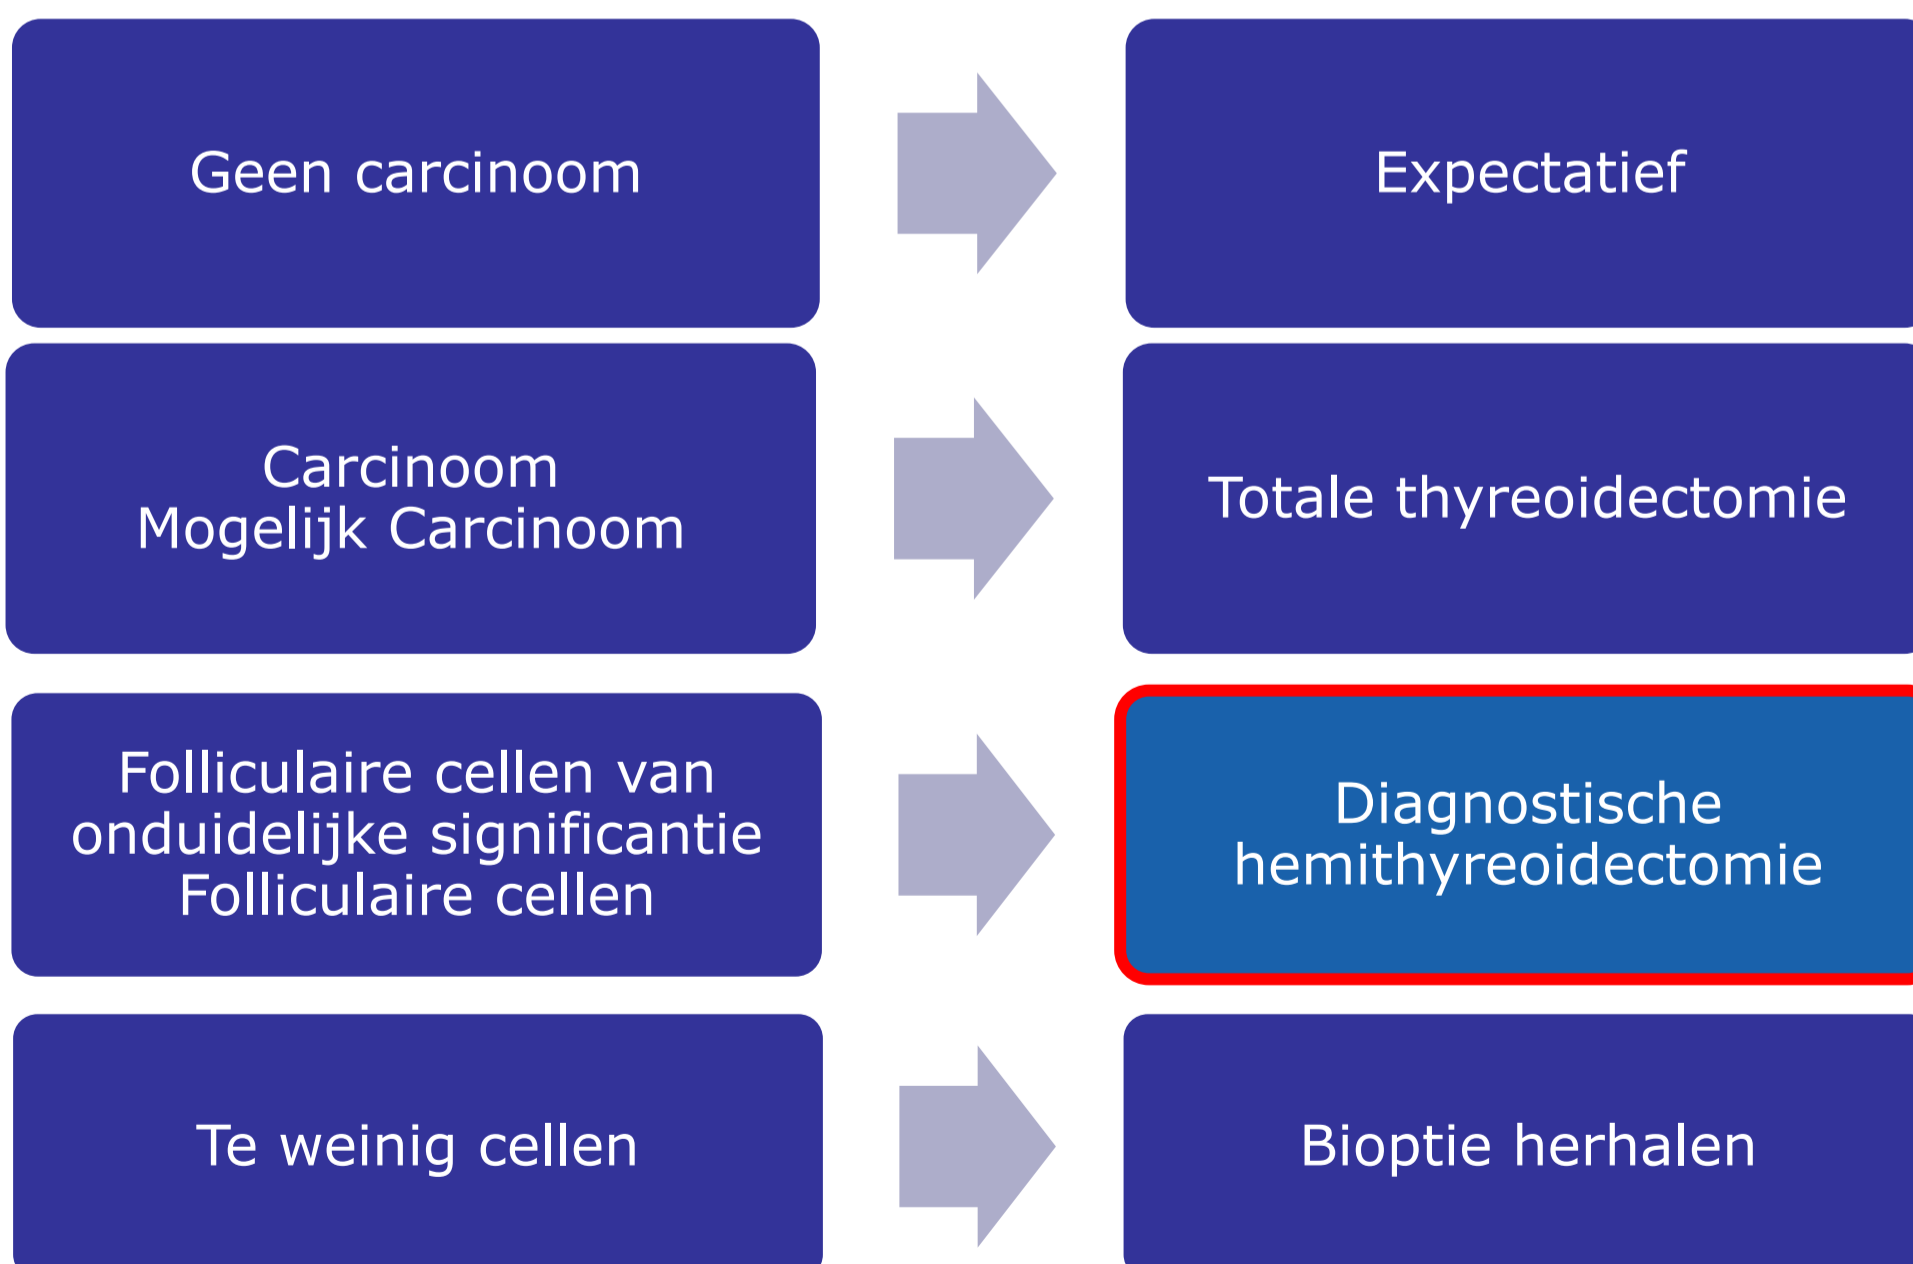 Geen carcinoom
Expectatief
Carcinoom
Mogelijk Carcinoom
Totale thyreoidectomie
Folliculaire cellen van
onduidelijke significantie
Folliculaire cellen
Diagnostische
hemithyreoidectomie
Te weinig cellen
Bioptie herhalen